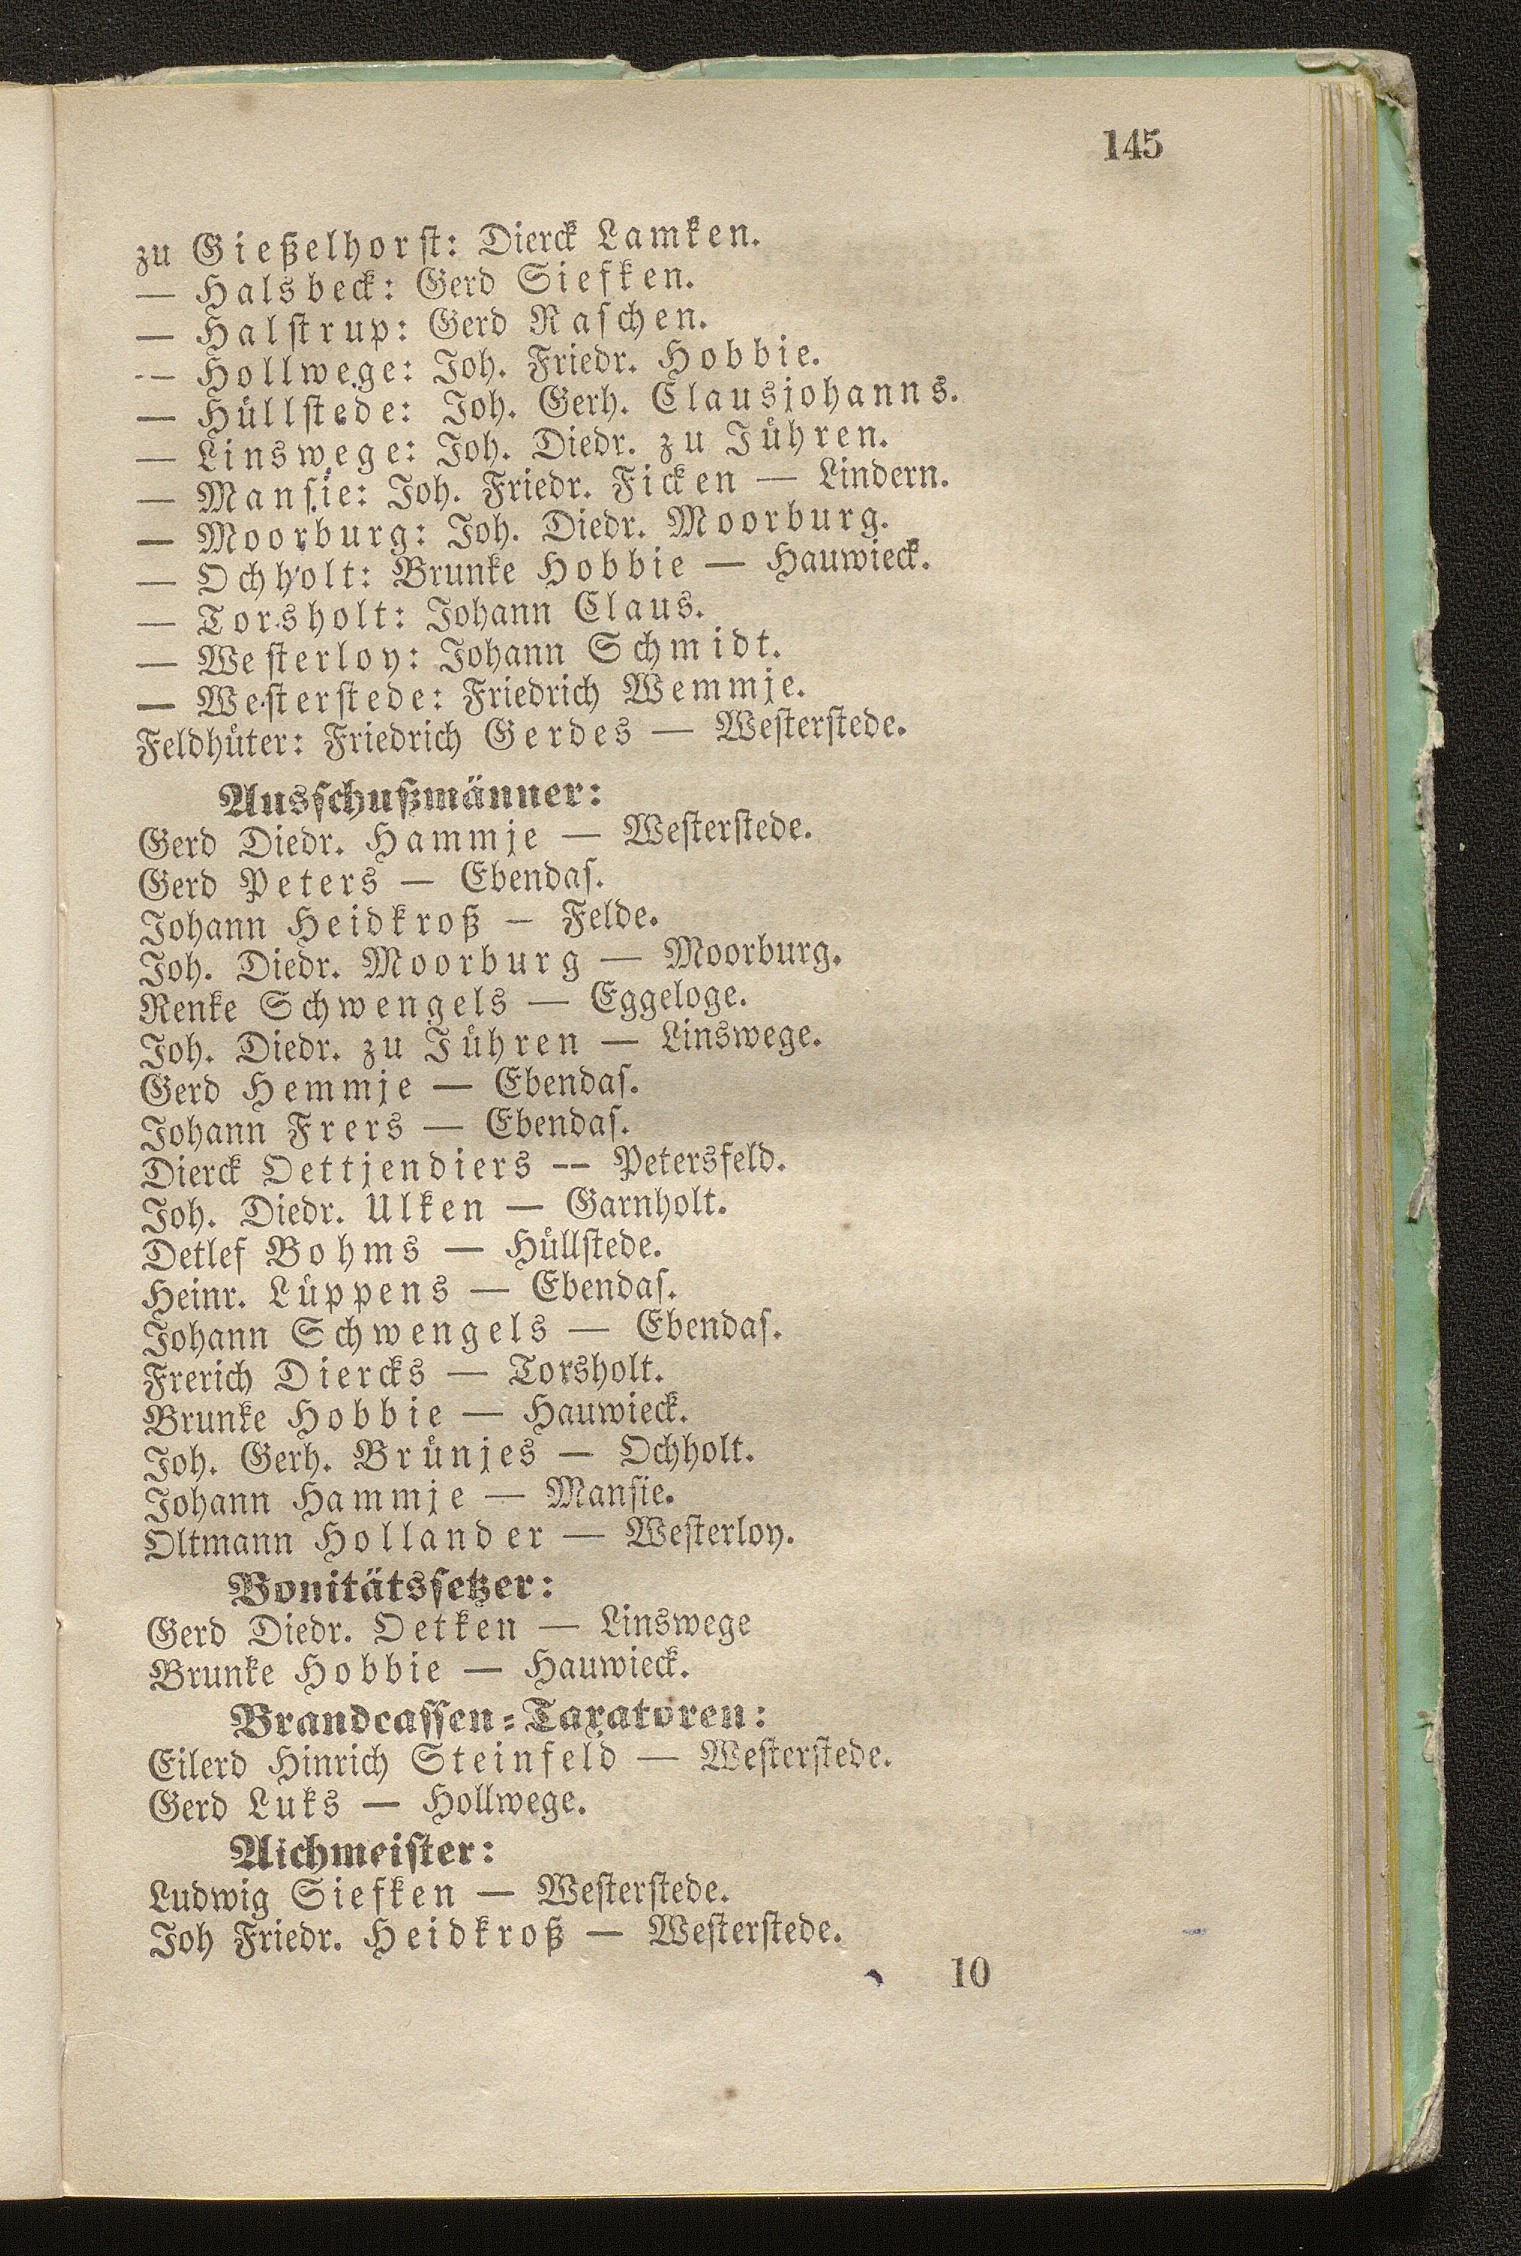 145
zu Gießelhorst: Dierck Lamken.
— Halsbeck: Gerd Siefken.
— Halstrup: Gerd Raschen.
— Hollwege: Joh. Friedr. Hobbie.
— Hüllstede: Joh. Gerh. Clausjohanns.
— Linswege: Joh. Diedr. zu Jühren.
— Mansie: Joh. Friedr. Ficken — Lindern.
— Moorburg: Joh. Diedr. Moorburg.
— Ochholt: Brunke Hobbie — Hauwieck.
— Torsholt: Johann Claus.
— Westerloy: Johann Schmidt.
— Westerstede: Friedrich Wemmje.
Feldhüter: Friedrich Gerdes — Westerstede.
Ausschußmänner:
Gerd Diedr. Hammje — Westerstede.
Gerd Peters — Ebendas.
Johann Heidkroß — Felde.
Joh. Diedr. Moorburg — Moorburg.
Renke Schwengels — Eggeloge.
Joh. Diedr. zu Jühren — Linswege.
Gerd Hemmje — Ebendas.
Johann Frers — Ebendas.
Dierck Oettjendiers — Petersfeld.
Joh. Diedr. Ulken — Garnholt.
Detlef Bohms — Hüllstede.
Heinr. Lüppens — Ebendas.
Johann Schwengels — Ebendas.
Frerich Diercks — Torsholt.
Brunke Hobbie — Hauwieck.
Joh. Gerh. Brünjes — Ochholt.
Johann Hammje — Mansie.
Oltmann Hollander — Westerloy.
Bonitätssetzer:
Gerd Diedr. Oetken — Linswege
Brunke Hobbie — Hauwieck.
Brandcassen-Taxatoren:
Eilerd Hinrich Steinfeld — Westerstede.
Gerd Luks — Hollwege.
Aichmeister:
Ludwig Siefken — Westerstede.
Joh Friedr. Heidkroß — Westerstede.
10